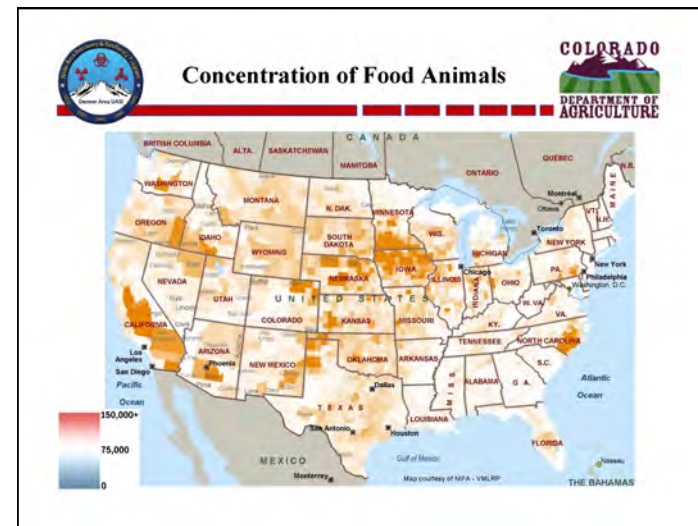 Denver Area UASI
Concentration of Food Animals
COLORADO
DEPARTMENT OF
AGRICULTURE
CANADA
BRITISH COLUMBIA
ALTA.
SASKATCHEWAN
MANITOBA
ONTARIO
QUÉBEC
N.B.
WASHINGTON
MONTANA
N. DAK.
MINNESOTA
Montréal
Ottawa
MAINE
VT.
N.H.
OREGON
IDAHO
SOUTH
DAKOTA
WIS.
MICHIGAN
Toronto
NEW YORK
WYOMING
IOWA
Chicago
New York
NEVADA
NEBRASKA
ILLINOIS
INDIANA
OHIO
PA.
Philadelphia
Washington, D.C.
UTAH
UNITED STATES
COLORADO
KANSAS
MISSOURI
W. VA.
VA.
CALIFORNIA
KY.
Los
Angeles
ARIZONA
Phoenix
NEW MEXICO
OKLAHOMA
ARKANSAS
TENNESSEE
NORTH CAROLINA
San Diego
S.C.
Pacific
Ocean
Dallas
MISS
ALABAMA
GA.
Atlantic
Ocean
TEXAS
LOUISIANA
150,000+
San Antonio
Houston
75,000
FLORIDA
MEXICO
Gulf of Mexico
Nassau
Monterrey
Map courtesy of NIFA - VMLRP
THE BAHAMAS
0